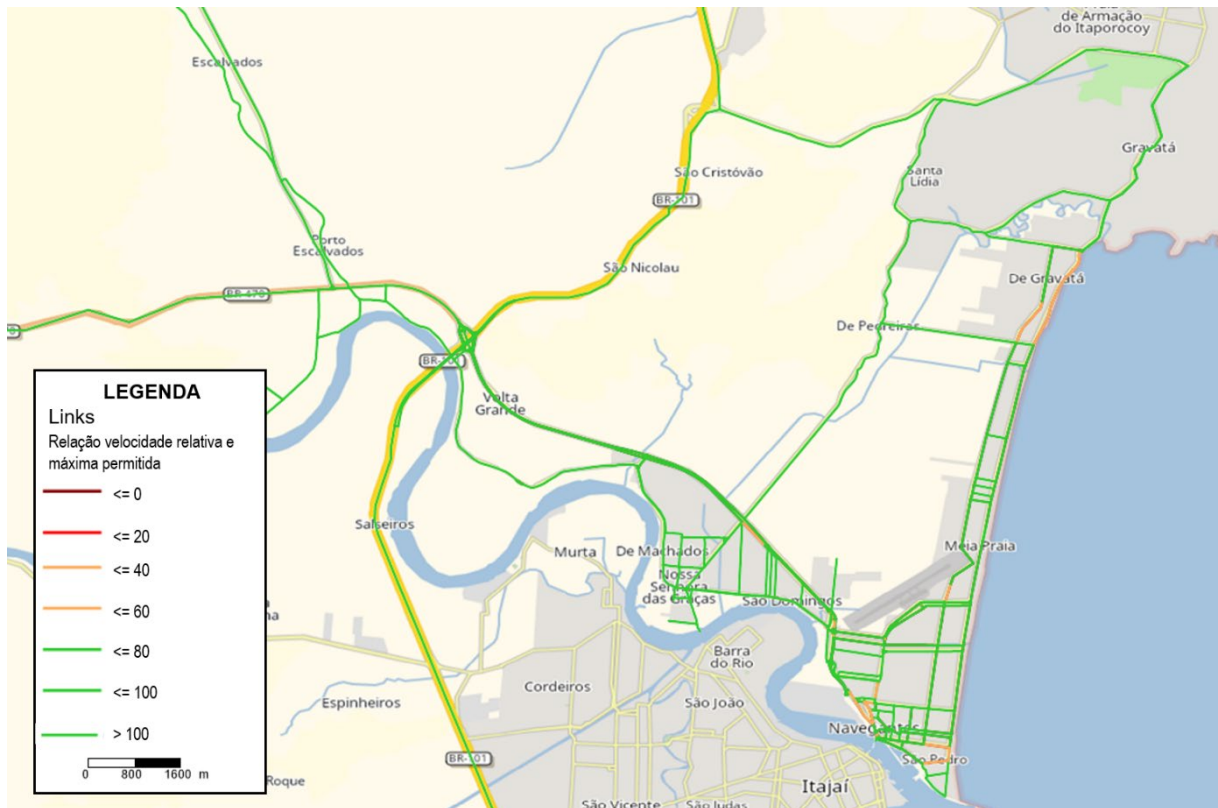 de Armação
do Itaporocoy
Escalvados
Gravatá
São Cristóvão
Santa
Lídia
BR-101
Porto
Escalvados
São Nicolau
De Gravatá
BR-470
De Pedreiras
BR-101
Volta
Grande
LEGENDA
Links
Relação velocidade relativa e
máxima permitida
<= 0
<= 20
<= 40
<= 60
<= 80
<= 100
> 100
0 800 1600 m
Salseiros
Murta
De Machados
Meia Praia
Nossa
Senhora
das Graças
São Domingos
Barra
do Rio
Cordeiros
Espinheiros
São João
Navegantes
BR-101
São Pedro
Itajaí
Roque
São Vicente
São Judas